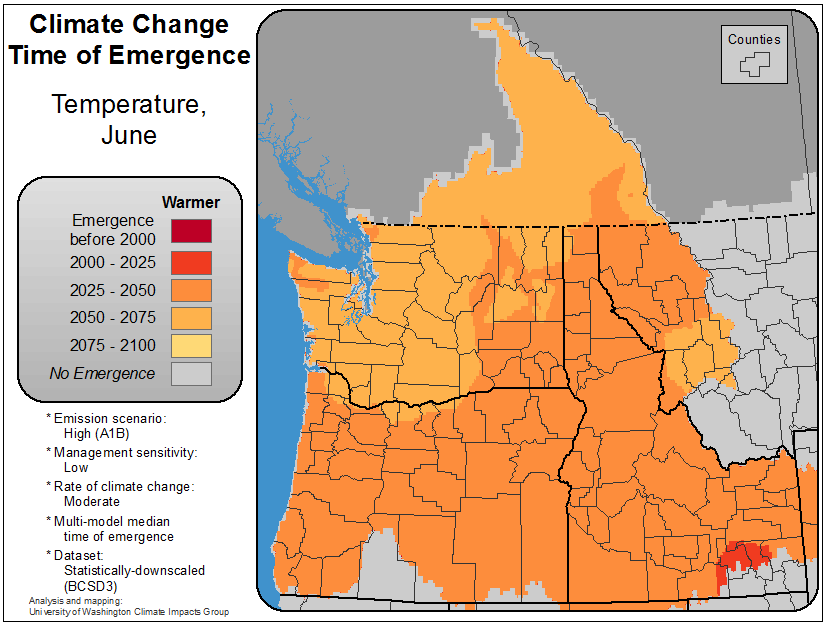 Climate Change
Time of Emergence
Temperature,
June
Warmer
Emergence
before 2000
2000 - 2025
2025 - 2050
2050 - 2075
2075 - 2100
No Emergence
* Emission scenario:
High (A1B)
* Management sensitivity:
Low
* Rate of climate change:
Moderate
* Multi-model median
time of emergence
* Dataset:
Statistically-downscaled
(BCSD3)
Analysis and mapping:
University of Washington Climate Impacts Group
Counties